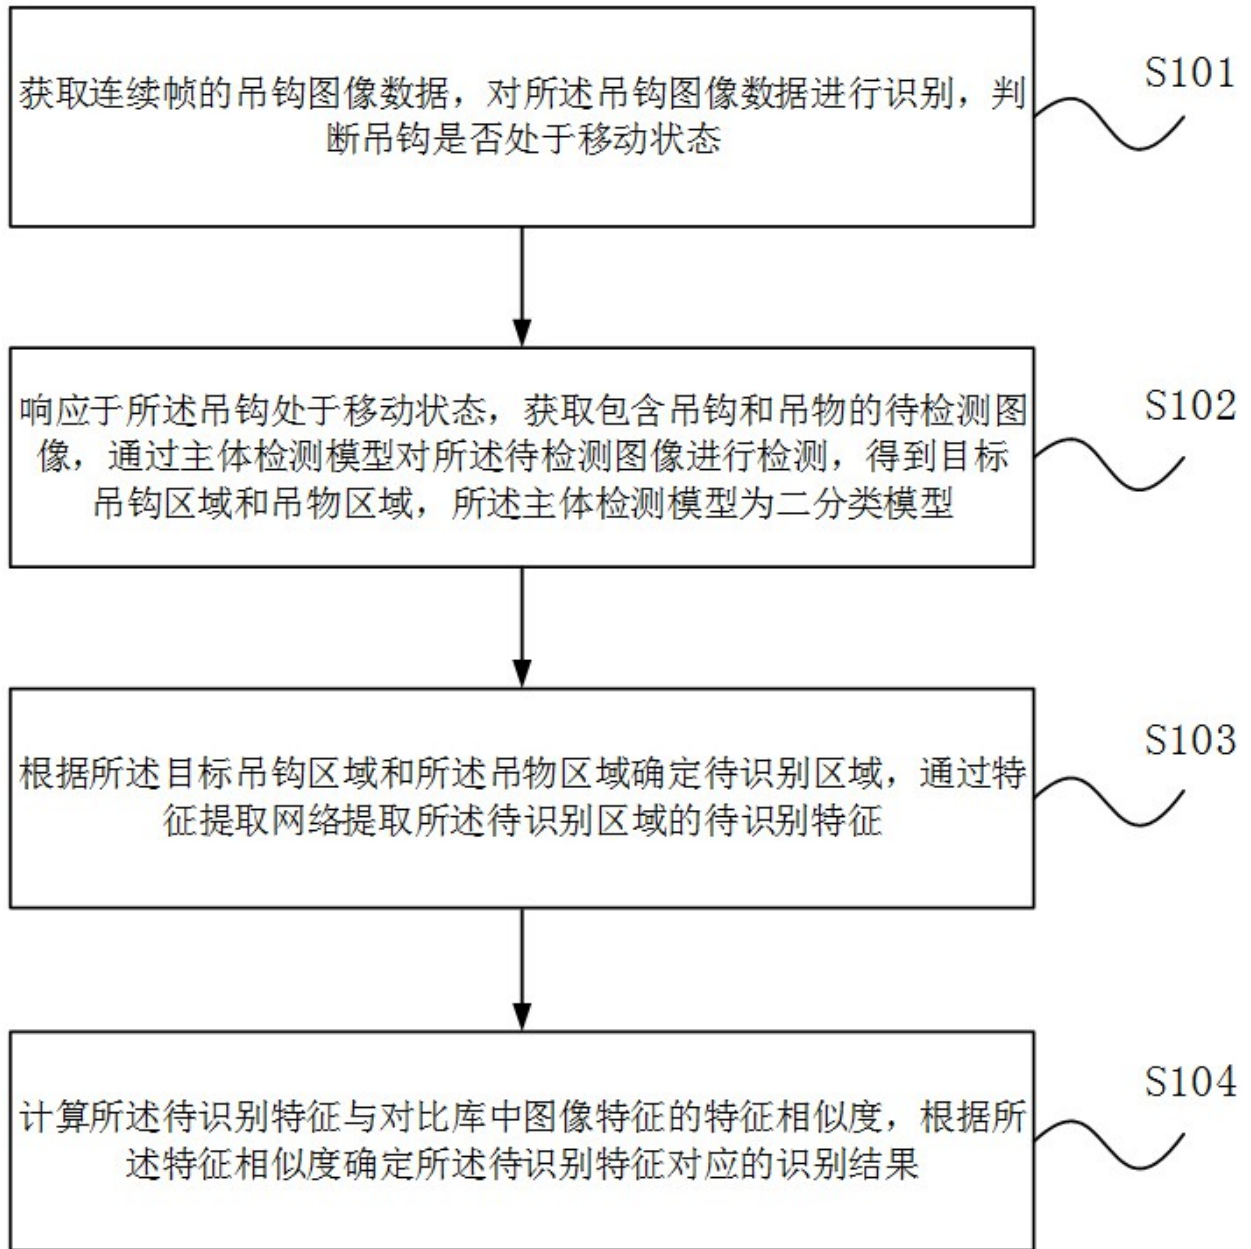 获取连续帧的吊钩图像数据，对所述吊钩图像数据进行识别，判
断吊钩是否处于移动状态
S101
响应于所述吊钩处于移动状态，获取包含吊钩和吊物的待检测图
像，通过主体检测模型对所述待检测图像进行检测，得到目标
吊钩区域和吊物区域，所述主体检测模型为二分类模型
S102
根据所述目标吊钩区域和所述吊物区域确定待识别区域，通过特
征提取网络提取所述待识别区域的待识别特征
S103
计算所述待识别特征与对比库中图像特征的特征相似度，根据所
述特征相似度确定所述待识别特征对应的识别结果
S104